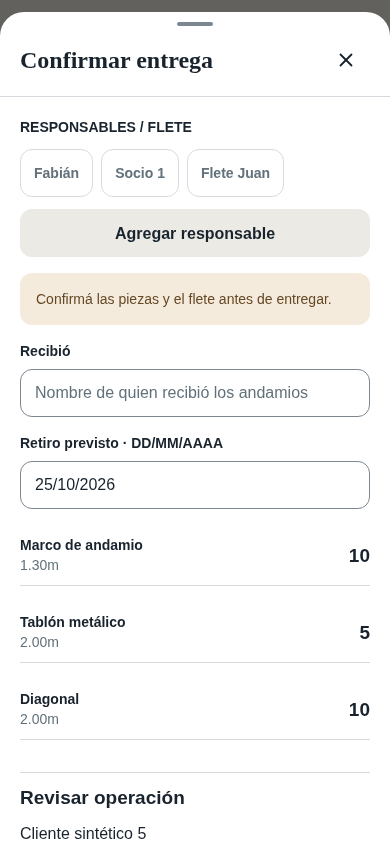 Confirmar entrega
RESPONSABLES / FLETE
Fabián
Socio 1
Flete Juan
Agregar responsable
Confirmá las piezas y el flete antes de entregar.
Recibió
Nombre de quien recibió los andamios
Retiro previsto · DD/MM/AAAA
25/10/2026
Marco de andamio
1.30m
10
Tablón metálico
2.00m
5
Diagonal
2.00m
10
Revisar operación
Cliente sintético 5